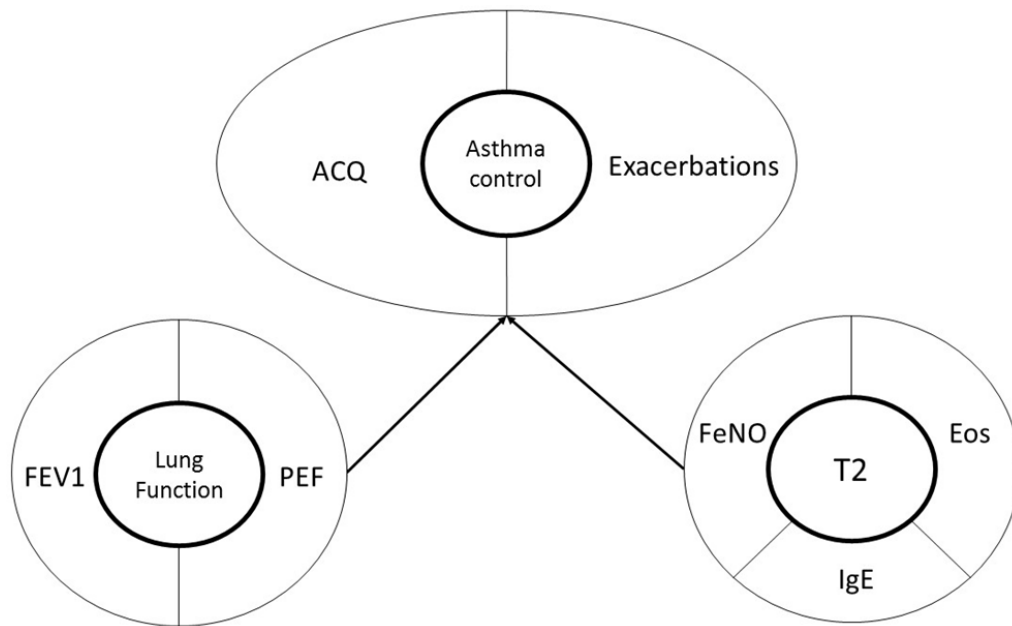 ACQ
Asthma
control
Exacerbations
FEV1
Lung
Function
PEF
FeNO
T2
Eos
IgE